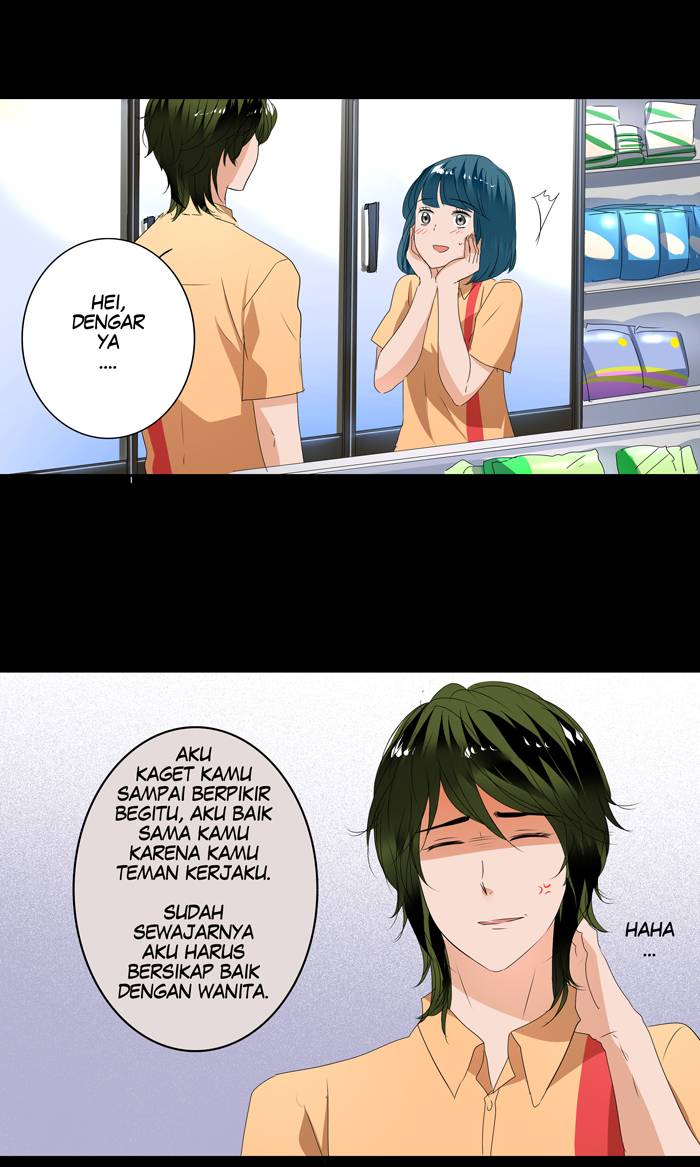 HEI,
DENGAR
YA
....
AKU
KAGET KAMU
SAMPAI BERPIKIR
BEGITU, AKU BAIK
SAMA KAMU
KARENA KAMU
TEMAN KERJAKU.
SUDAH
SEWAJARNYA
AKU HARUS
BERSIKAP BAIK
DENGAN WANITA.
HAHA
...